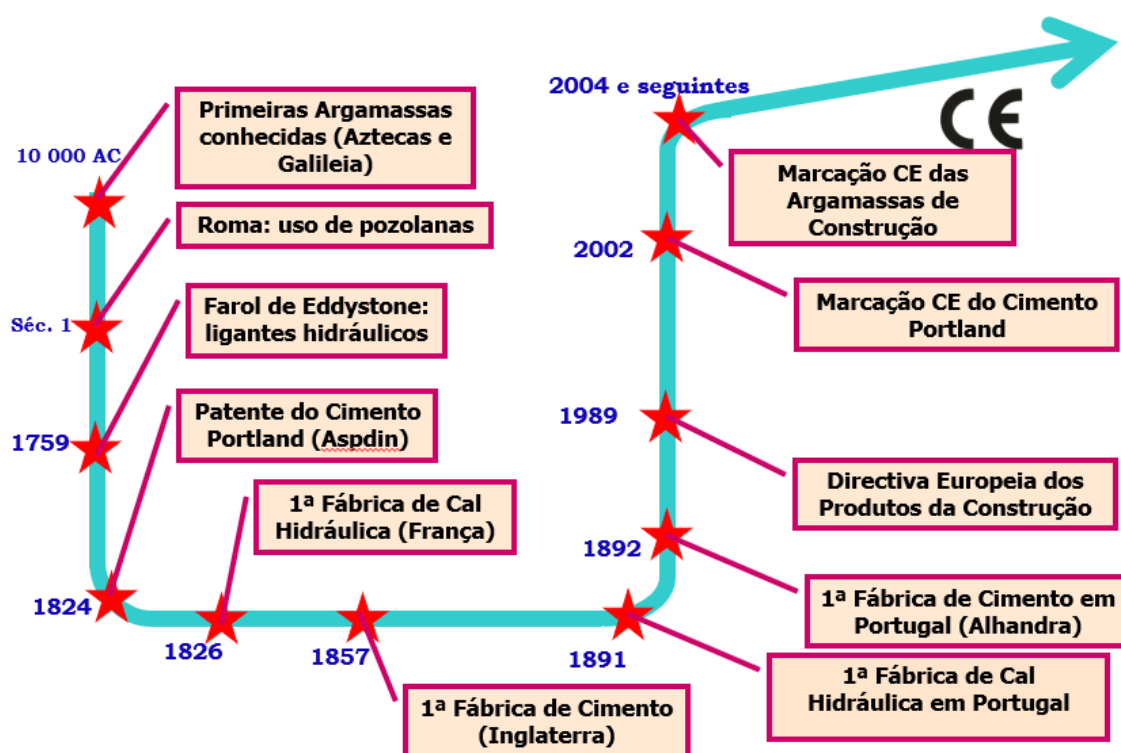 10 000 AC
Primeiras Argamassas
conhecidas (Aztecas e
Galileia)
Séc. 1
Roma: uso de pozolanas
1759
Farol de Eddystone:
ligantes hidráulicos
1824
Patente do Cimento
Portland (Aspdin)
1826
1ª Fábrica de Cal
Hidráulica (França)
1857
1ª Fábrica de Cimento
(Inglaterra)
1891
1ª Fábrica de Cal
Hidráulica em Portugal
1892
1ª Fábrica de Cimento em
Portugal (Alhandra)
1989
Directiva Europeia dos
Produtos da Construção
2002
Marcação CE do Cimento
Portland
2004 e seguintes
Marcação CE das
Argamassas de
Construção
CE